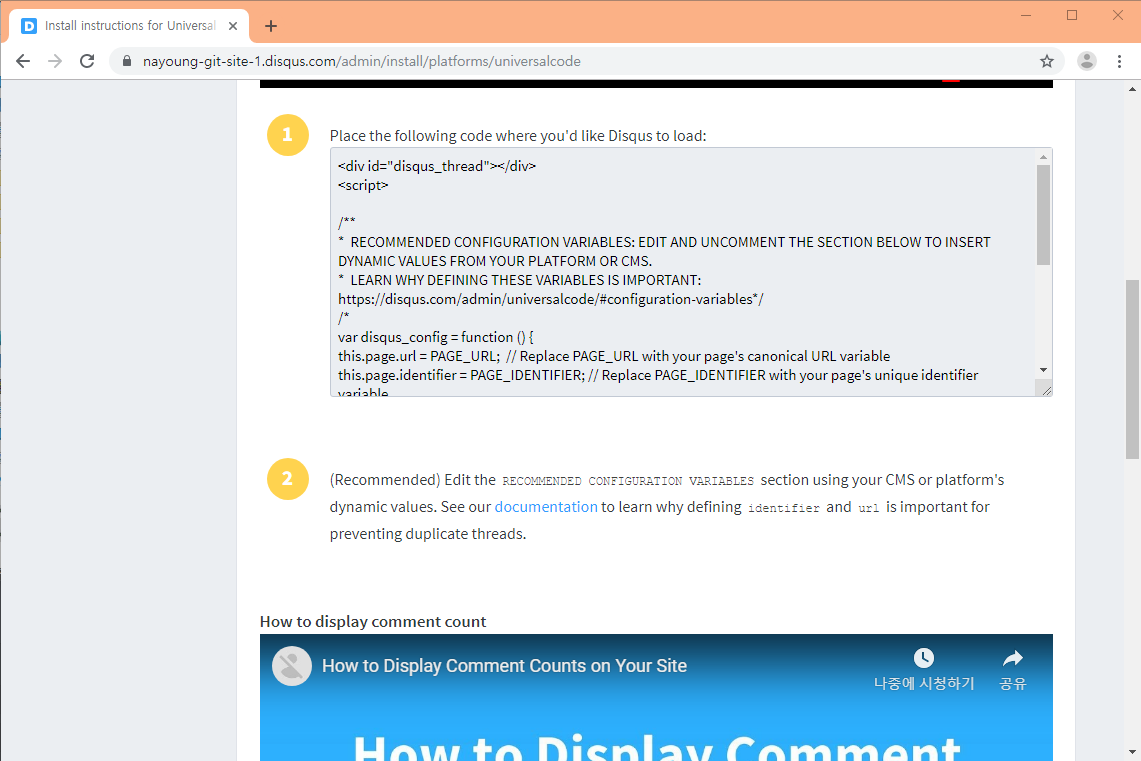 Install instructions for Universal
nayoung-git-site-1.disqus.com/admin/install/platforms/universalcode
1
Place the following code where you'd like Disqus to load:
<div id="disqus_thread"></div>
<script>
/**
*  RECOMMENDED CONFIGURATION VARIABLES: EDIT AND UNCOMMENT THE SECTION BELOW TO INSERT
DYNAMIC VALUES FROM YOUR PLATFORM OR CMS.
*  LEARN WHY DEFINING THESE VARIABLES IS IMPORTANT:
https://disqus.com/admin/universalcode/#configuration-variables*/
/*
var disqus_config = function () {
this.page.url = PAGE_URL;  // Replace PAGE_URL with your page's canonical URL variable
this.page.identifier = PAGE_IDENTIFIER; // Replace PAGE_IDENTIFIER with your page's unique identifier
variable
2
(Recommended) Edit the RECOMMENDED CONFIGURATION VARIABLES section using your CMS or platform's
dynamic values. See our documentation to learn why defining identifier and url is important for
preventing duplicate threads.
How to display comment count
How to Display Comment Counts on Your Site
나중에 시청하기
공유
How to Display Comment